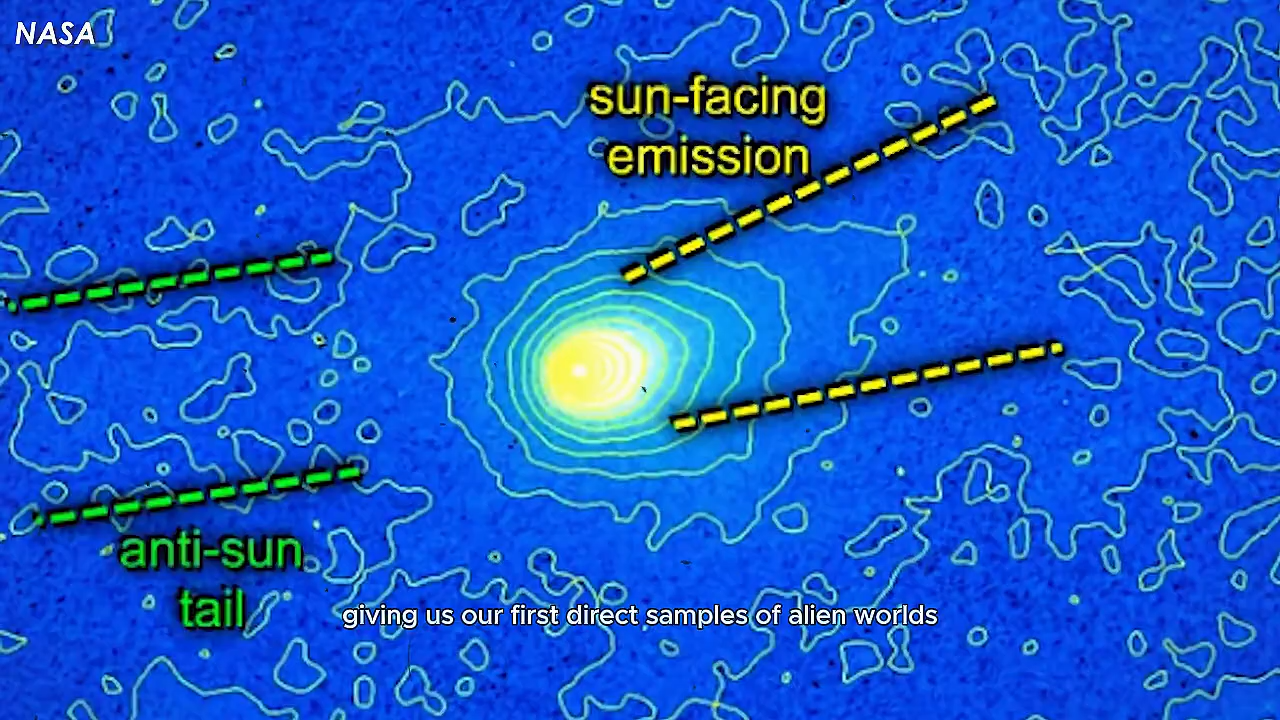 NASA
sun-facing
emission
anti-sun
tail
giving us our first direct samples of alien worlds